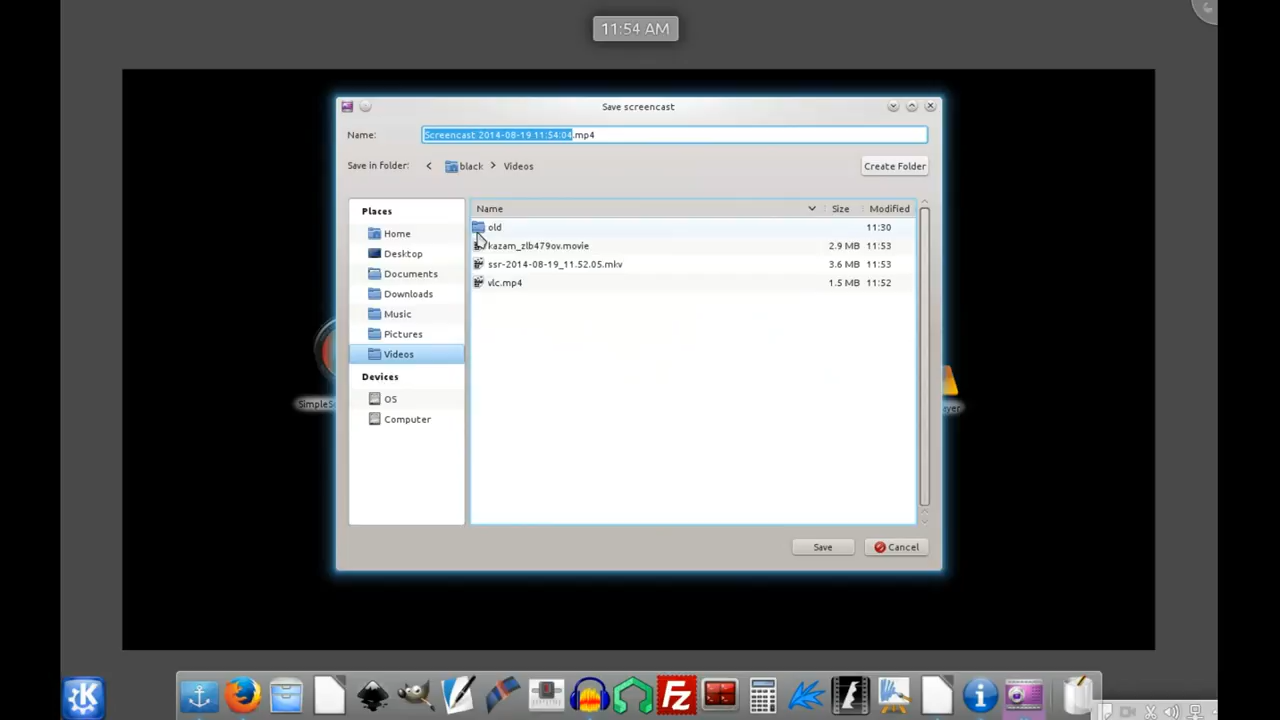 11:54 AM
Save screencast
Name: Screencast 2014-08-19 11:54:04.mp4
Save in folder: < black > Videos Create Folder
Places
Home
Desktop
Documents
Downloads
Music
Pictures
Videos
Devices
OS
Computer
Name Size Modified
old 11:30
kazam_zlb479ov.movie 2.9 MB 11:53
ssr-2014-08-19_11.52.05.mkv 3.6 MB 11:53
vlc.mp4 1.5 MB 11:52
Save Cancel
Fz